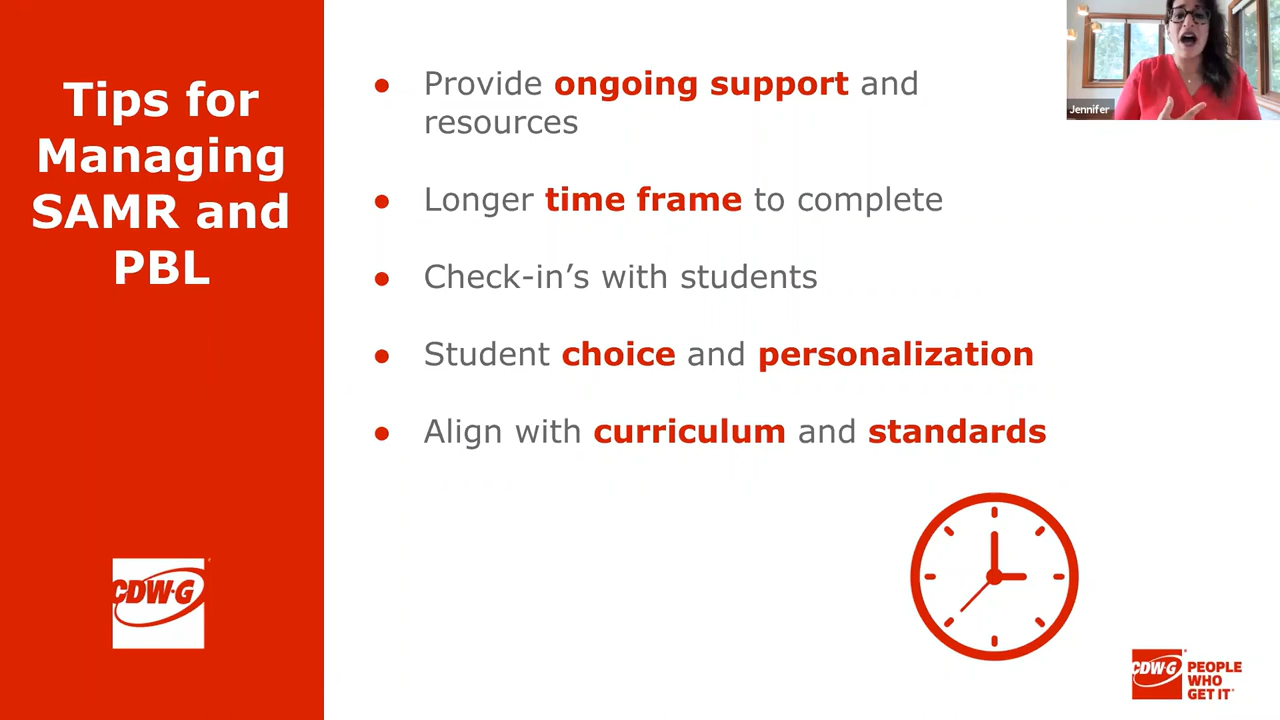 Tips for
Managing
SAMR and
PBL
● Provide ongoing support and
resources
● Longer time frame to complete
● Check-in’s with students
● Student choice and personalization
● Align with curriculum and standards
Jennifer
CDW·G
CDW·G
PEOPLE
WHO
GET IT